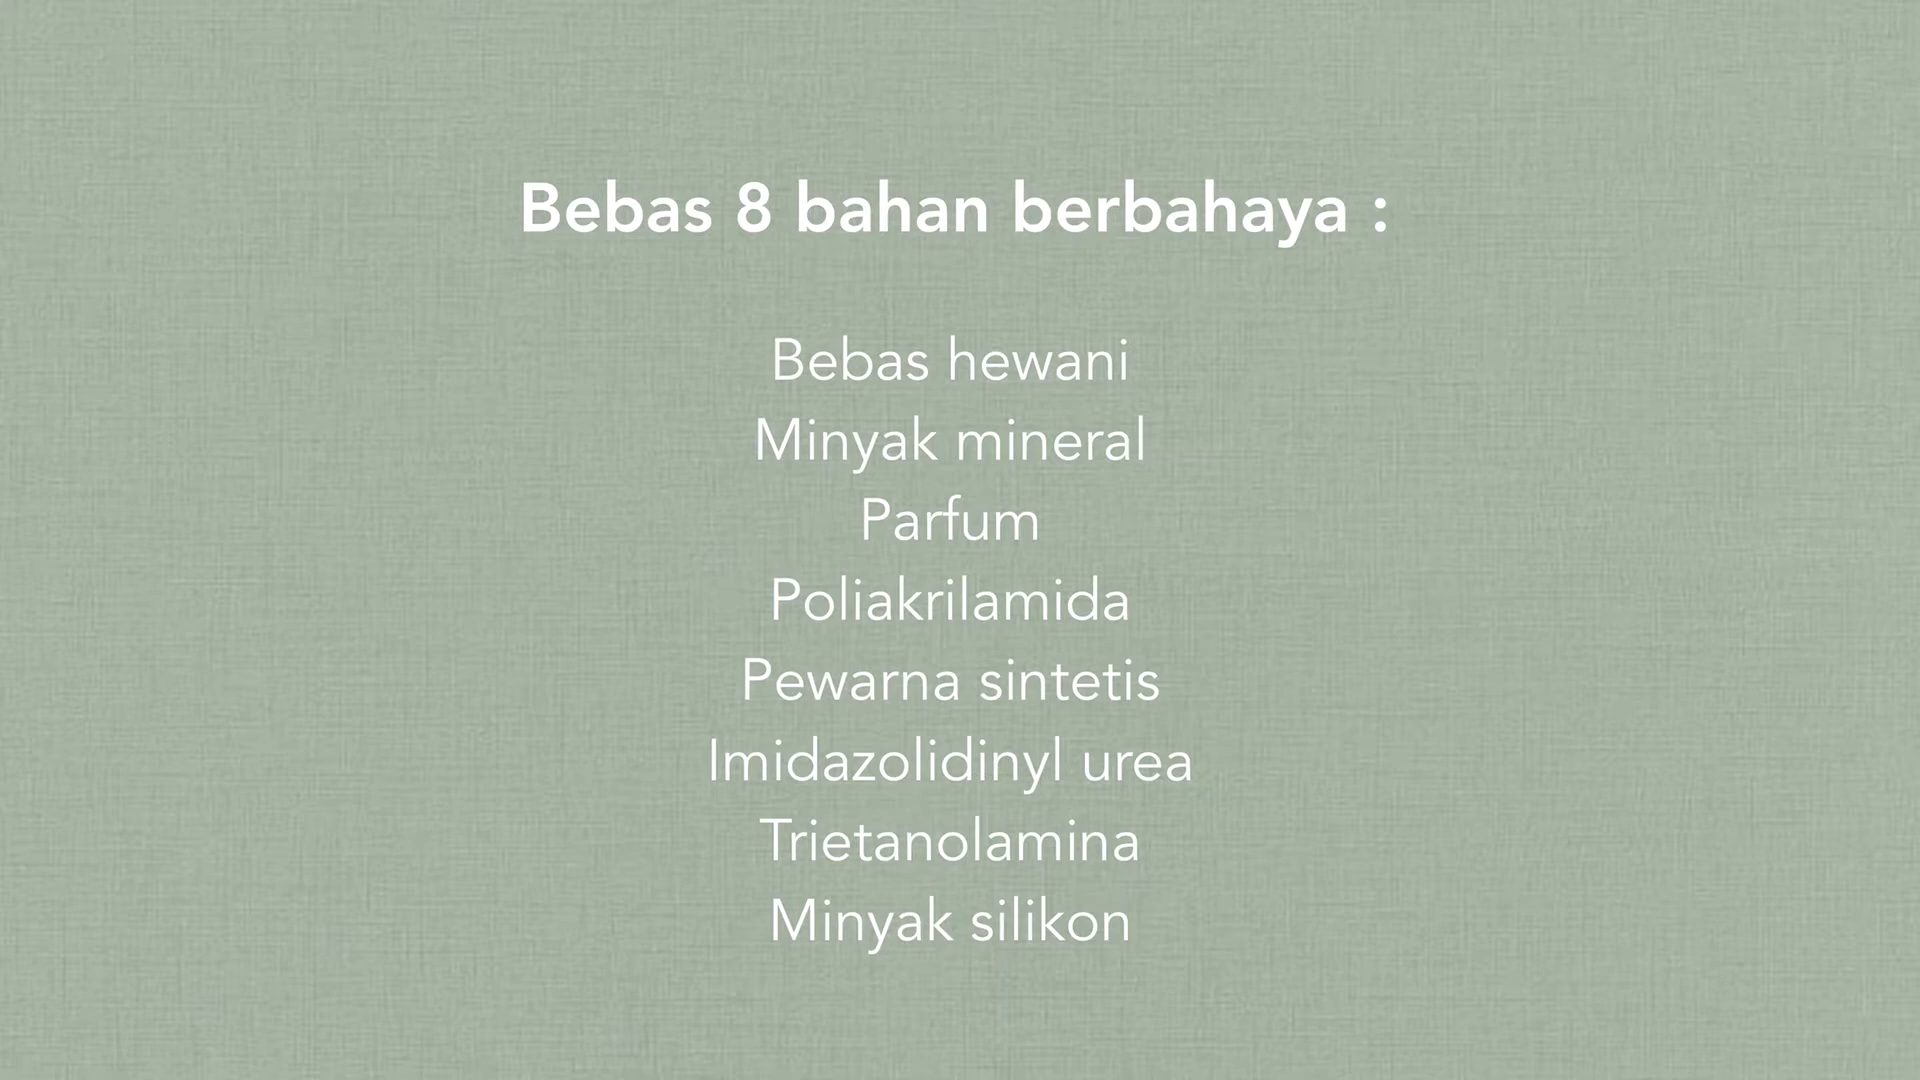 Bebas 8 bahan berbahaya :
Bebas hewani
Minyak mineral
Parfum
Poliakrilamida
Pewarna sintetis
Imidazolidinyl urea
Trietanolamina
Minyak silikon